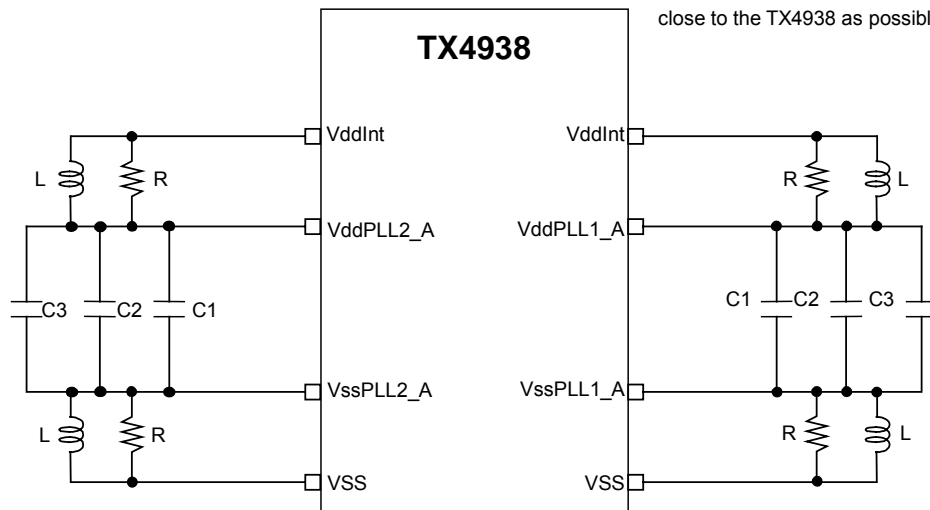 close to the TX4938 as possibl
TX4938
VddInt
VddInt
L
R
R
L
VddPLL2_A
VddPLL1_A
C3
C2
C1
C1
C2
C3
VssPLL2_A
VssPLL1_A
L
R
R
L
VSS
VSS